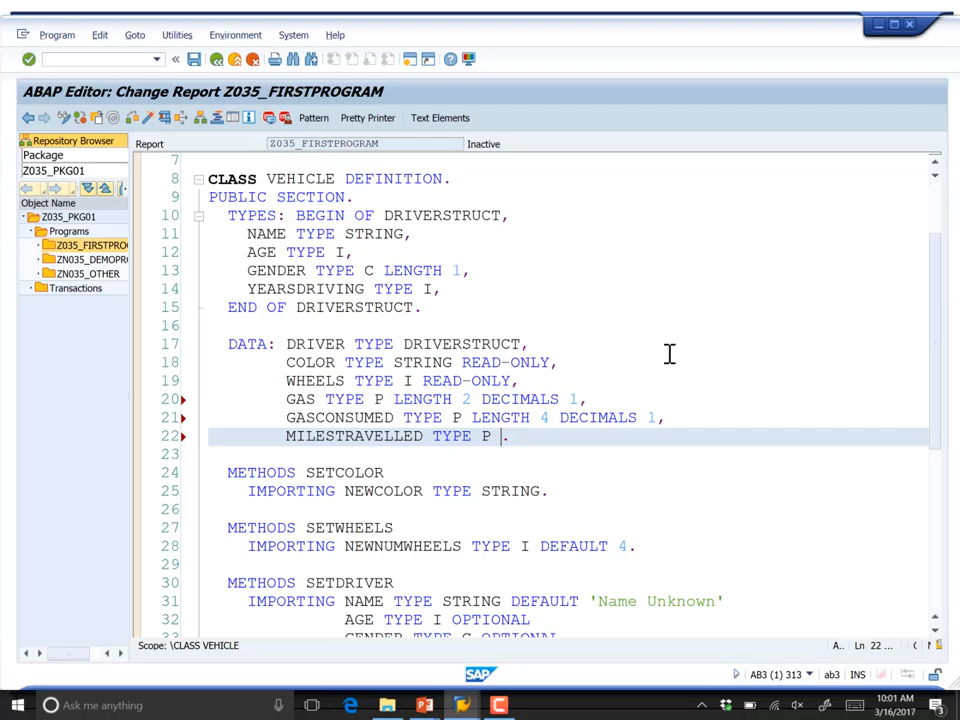 Program Edit Goto Utilities Environment System Help
ABAP Editor: Change Report Z035_FIRSTPROGRAM
Pattern Pretty Printer Text Elements
Repository Browser
Package
Z035_PKG01
Object Name
Z035_PKG01
Programs
Z035_FIRSTPRO
ZN035_DEMOPR
ZN035_OTHER
Transactions
Report Z035_FIRSTPROGRAM Inactive
7
8 CLASS VEHICLE DEFINITION.
9 PUBLIC SECTION.
10 TYPES: BEGIN OF DRIVERSTRUCT,
11 NAME TYPE STRING,
12 AGE TYPE I,
13 GENDER TYPE C LENGTH 1,
14 YEARSDRIVING TYPE I,
15 END OF DRIVERSTRUCT.
16
17 DATA: DRIVER TYPE DRIVERSTRUCT,
18 COLOR TYPE STRING READ-ONLY,
19 WHEELS TYPE I READ-ONLY,
20 GAS TYPE P LENGTH 2 DECIMALS 1,
21 GASCONSUMED TYPE P LENGTH 4 DECIMALS 1,
22 MILESTRAVELLED TYPE P .
23
24 METHODS SETCOLOR
25 IMPORTING NEWCOLOR TYPE STRING.
26
27 METHODS SETWHEELS
28 IMPORTING NEWNUMWHEELS TYPE I DEFAULT 4.
29
30 METHODS SETDRIVER
31 IMPORTING NAME TYPE STRING DEFAULT 'Name Unknown'
32 AGE TYPE I OPTIONAL
GENDER TYPE C OPTIONAL
Scope: \CLASS VEHICLE A.. Ln 22 ...
SAP AB3 (1) 313 ab3 INS
Ask me anything
10:01 AM
3/16/2017